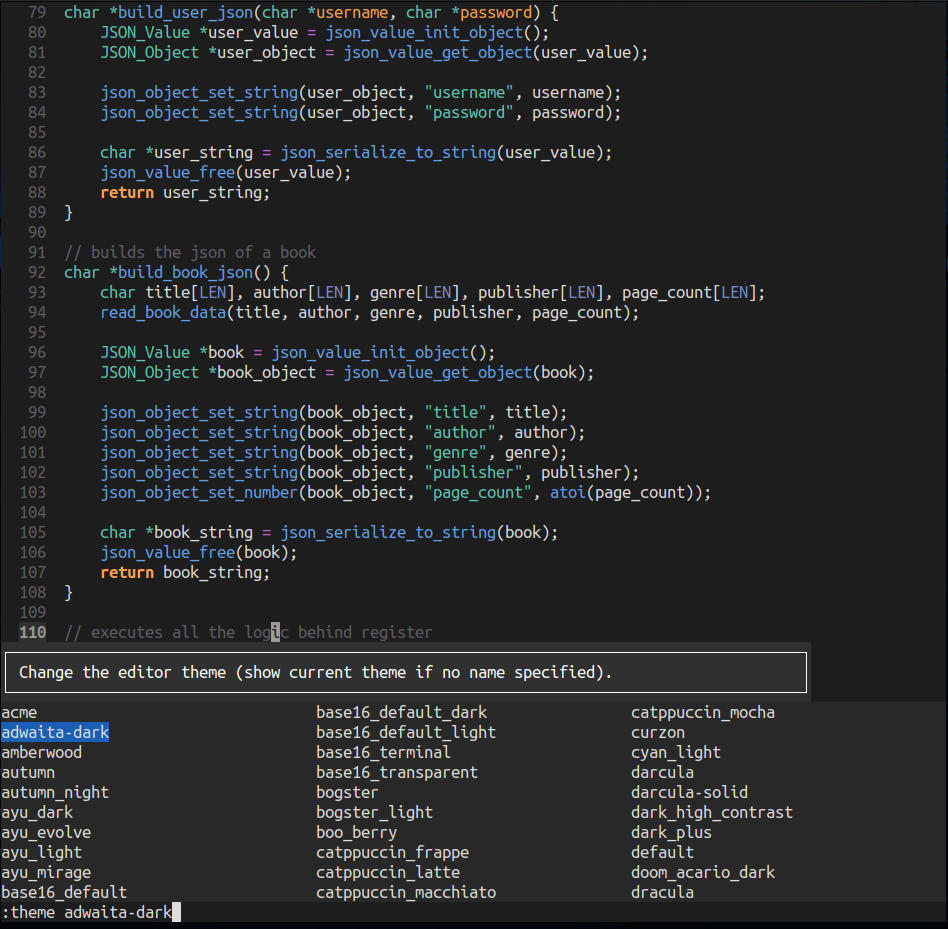 79 char *build_user_json(char *username, char *password) {
80     JSON_Value *user_value = json_value_init_object();
81     JSON_Object *user_object = json_value_get_object(user_value);
82
83     json_object_set_string(user_object, "username", username);
84     json_object_set_string(user_object, "password", password);
85
86     char *user_string = json_serialize_to_string(user_value);
87     json_value_free(user_value);
88     return user_string;
89 }
90
91 // builds the json of a book
92 char *build_book_json() {
93     char title[LEN], author[LEN], genre[LEN], publisher[LEN], page_count[LEN];
94     read_book_data(title, author, genre, publisher, page_count);
95
96     JSON_Value *book = json_value_init_object();
97     JSON_Object *book_object = json_value_get_object(book);
98
99     json_object_set_string(book_object, "title", title);
100     json_object_set_string(book_object, "author", author);
101     json_object_set_string(book_object, "genre", genre);
102     json_object_set_string(book_object, "publisher", publisher);
103     json_object_set_number(book_object, "page_count", atoi(page_count));
104
105     char *book_string = json_serialize_to_string(book);
106     json_value_free(book);
107     return book_string;
108 }
109
110 // executes all the logic behind register
Change the editor theme (show current theme if no name specified).
acme base16_default_dark catppuccin_mocha
adwaita-dark base16_default_light curzon
amberwood base16_terminal cyan_light
autumn base16_transparent darcula
autumn_night bogster darcula-solid
ayu_dark bogster_light dark_high_contrast
ayu_evolve boo_berry dark_plus
ayu_light catppuccin_frappe default
ayu_mirage catppuccin_latte doom_acario_dark
base16_default catppuccin_macchiato dracula
:theme adwaita-dark